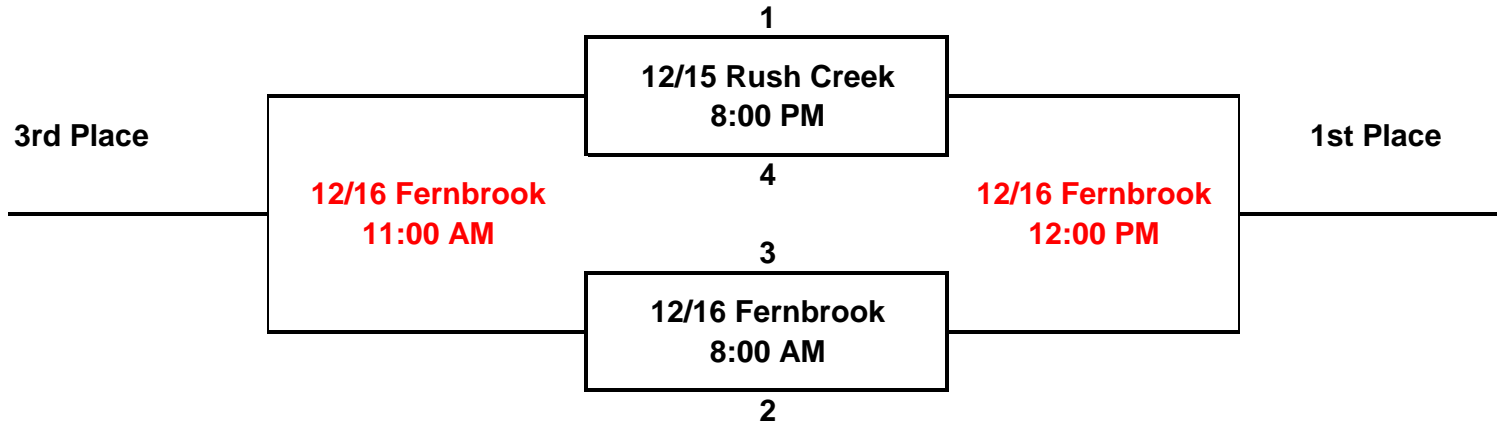 1
12/15 Rush Creek
8:00 PM
3rd Place
1st Place
4
12/16 Fernbrook
11:00 AM
12/16 Fernbrook
12:00 PM
3
12/16 Fernbrook
8:00 AM
2